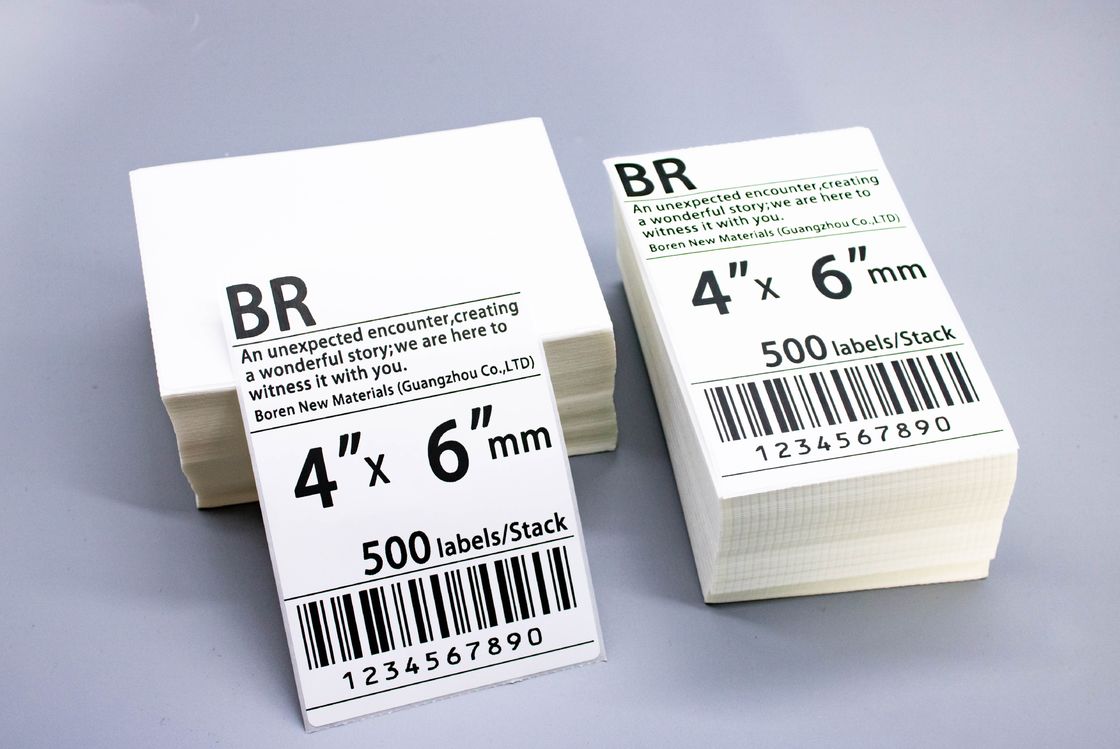 BR
An unexpected encounter,creating
a wonderful story;we are here to
witness it with you.
Boren New Materials (Guangzhou Co.,LTD)
4” x 6” mm
500 labels/Stack
1234567890
BR
An unexpected encounter,creating
a wonderful story;we are here to
witness it with you.
Boren New Materials (Guangzhou Co.,LTD)
4” x 6” mm
500 labels/Stack
1234567890